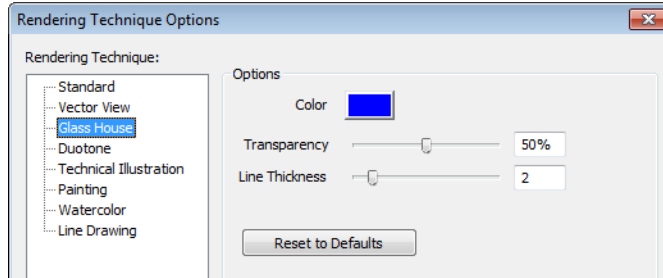 Rendering Technique Options
Rendering Technique:
Standard
Vector View
Glass House
Duotone
Technical Illustration
Painting
Watercolor
Line Drawing
Options
Color
Transparency 50%
Line Thickness 2
Reset to Defaults